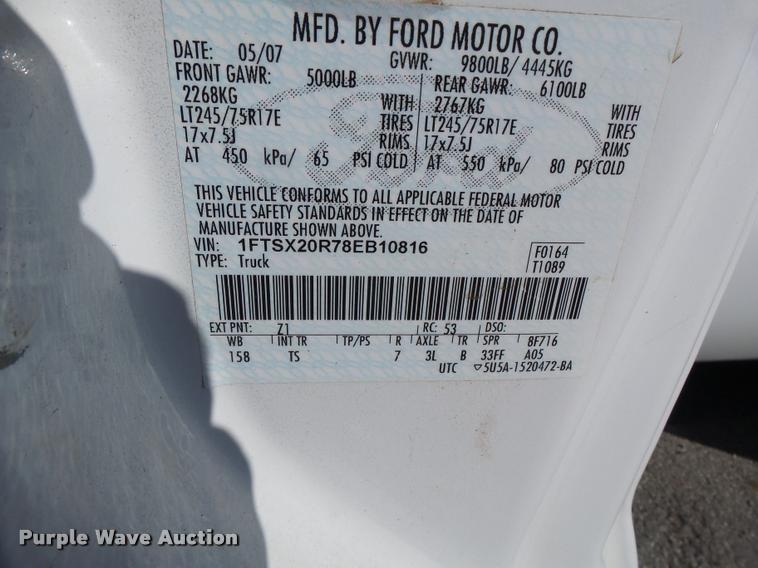 MFD. BY FORD MOTOR CO.
DATE: 05/07 GVWR: 9800LB/ 4445KG
FRONT GAWR: 5000LB REAR GAWR: 6100LB
2268KG WITH 2767KG WITH
LT245/75R17E TIRES LT245/75R17E TIRES
17x7.5J RIMS 17x7.5J RIMS
AT 450 kPa/ 65 PSI COLD AT 550 kPa/ 80 PSI COLD
Ford
THIS VEHICLE CONFORMS TO ALL APPLICABLE FEDERAL MOTOR
VEHICLE SAFETY STANDARDS IN EFFECT ON THE DATE OF
MANUFACTURE SHOWN ABOVE.
VIN: 1FTSX20R78EB10816 F0164
TYPE: Truck T1089
EXT PNT: Z1 RC: 53 DSO:
WB INT TR TP/PS R AXLE TR SPR 8F716
158 TS 7 3L B 33FF A05
UTC ▽5U5A-1520472-BA
Purple Wave Auction